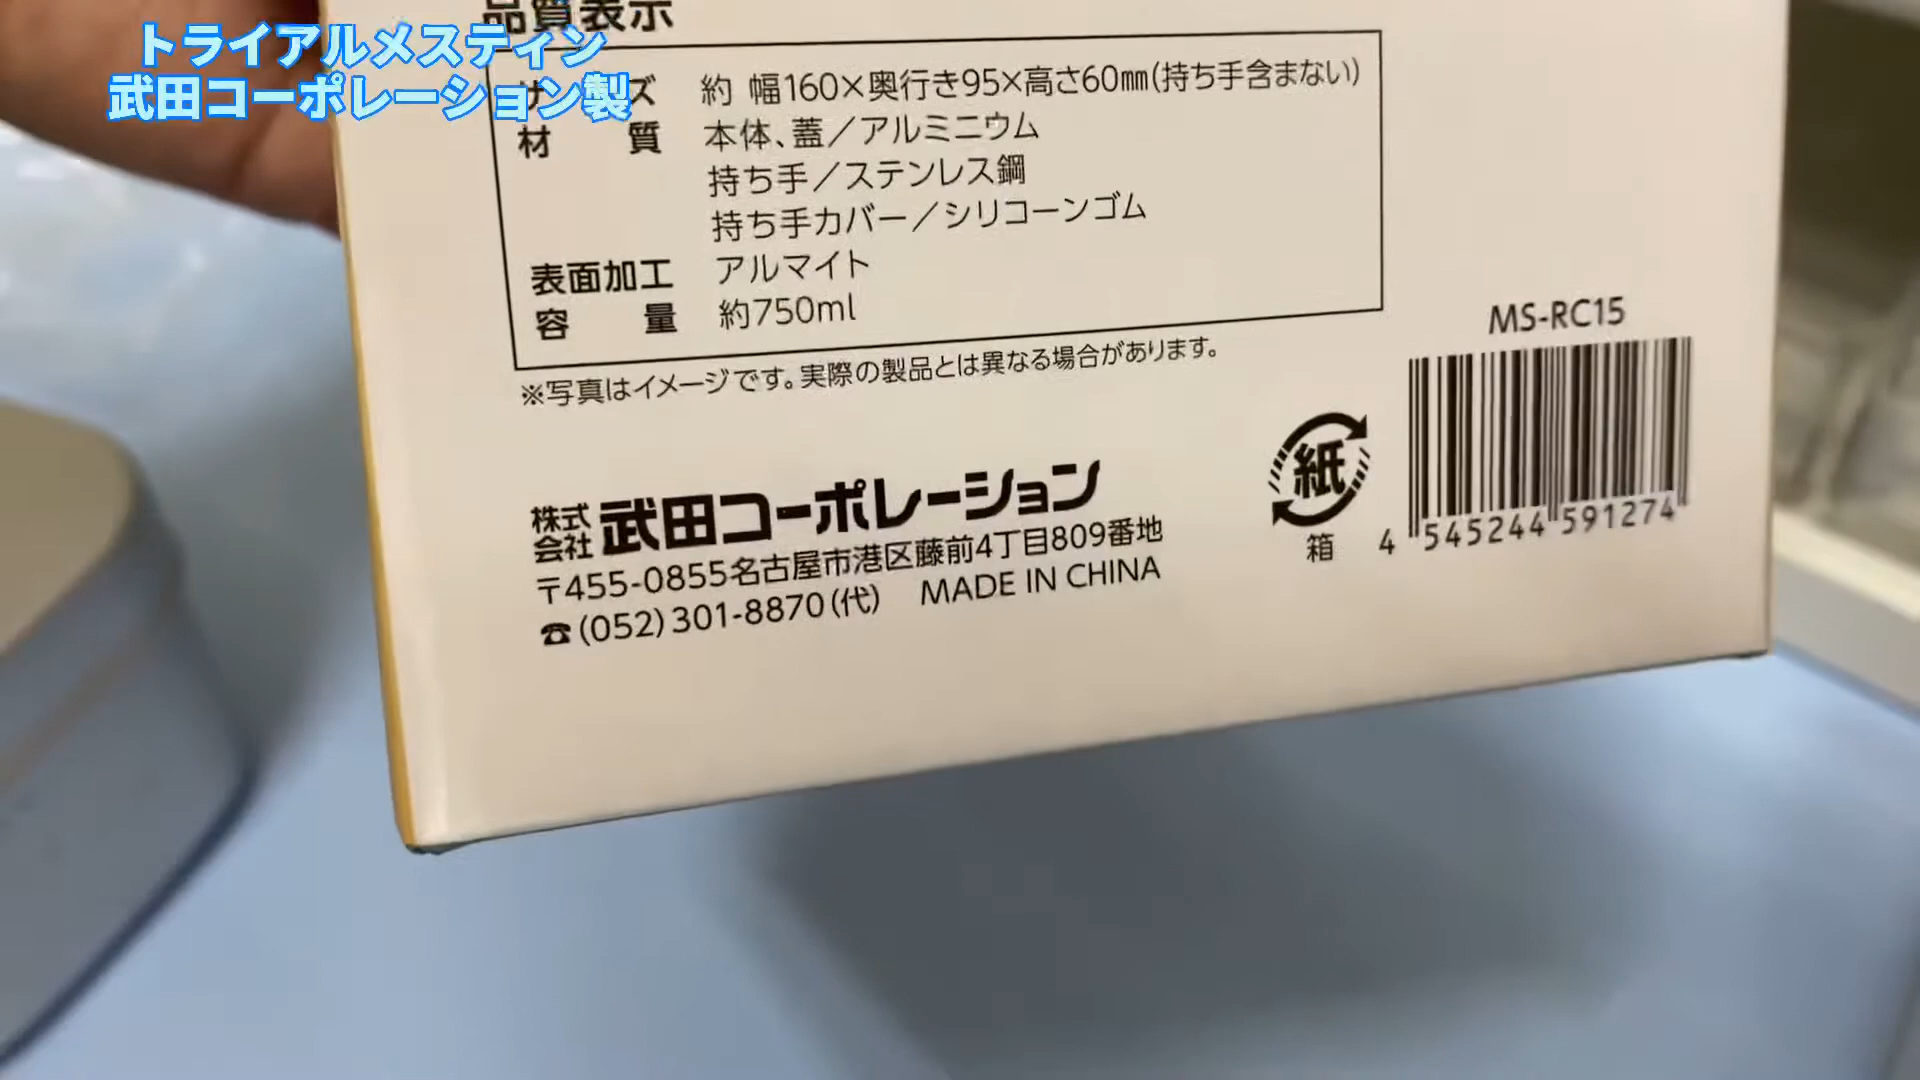 品質表示
トライアルメスティン
武田コーポレーション製
サ ズ 約 幅160×奥行き95×高さ60㎜(持ち手含まない)
材 質 本体、蓋／アルミニウム
持ち手／ステンレス鋼
持ち手カバー／シリコーンゴム
表面加工 アルマイト
容 量 約750ml
※写真はイメージです。実際の製品とは異なる場合があります。
MS-RC15
紙
箱
4 545244 591274
株式会社 武田コーポレーション
〒455-0855名古屋市港区藤前4丁目809番地
☎(052)301-8870(代) MADE IN CHINA